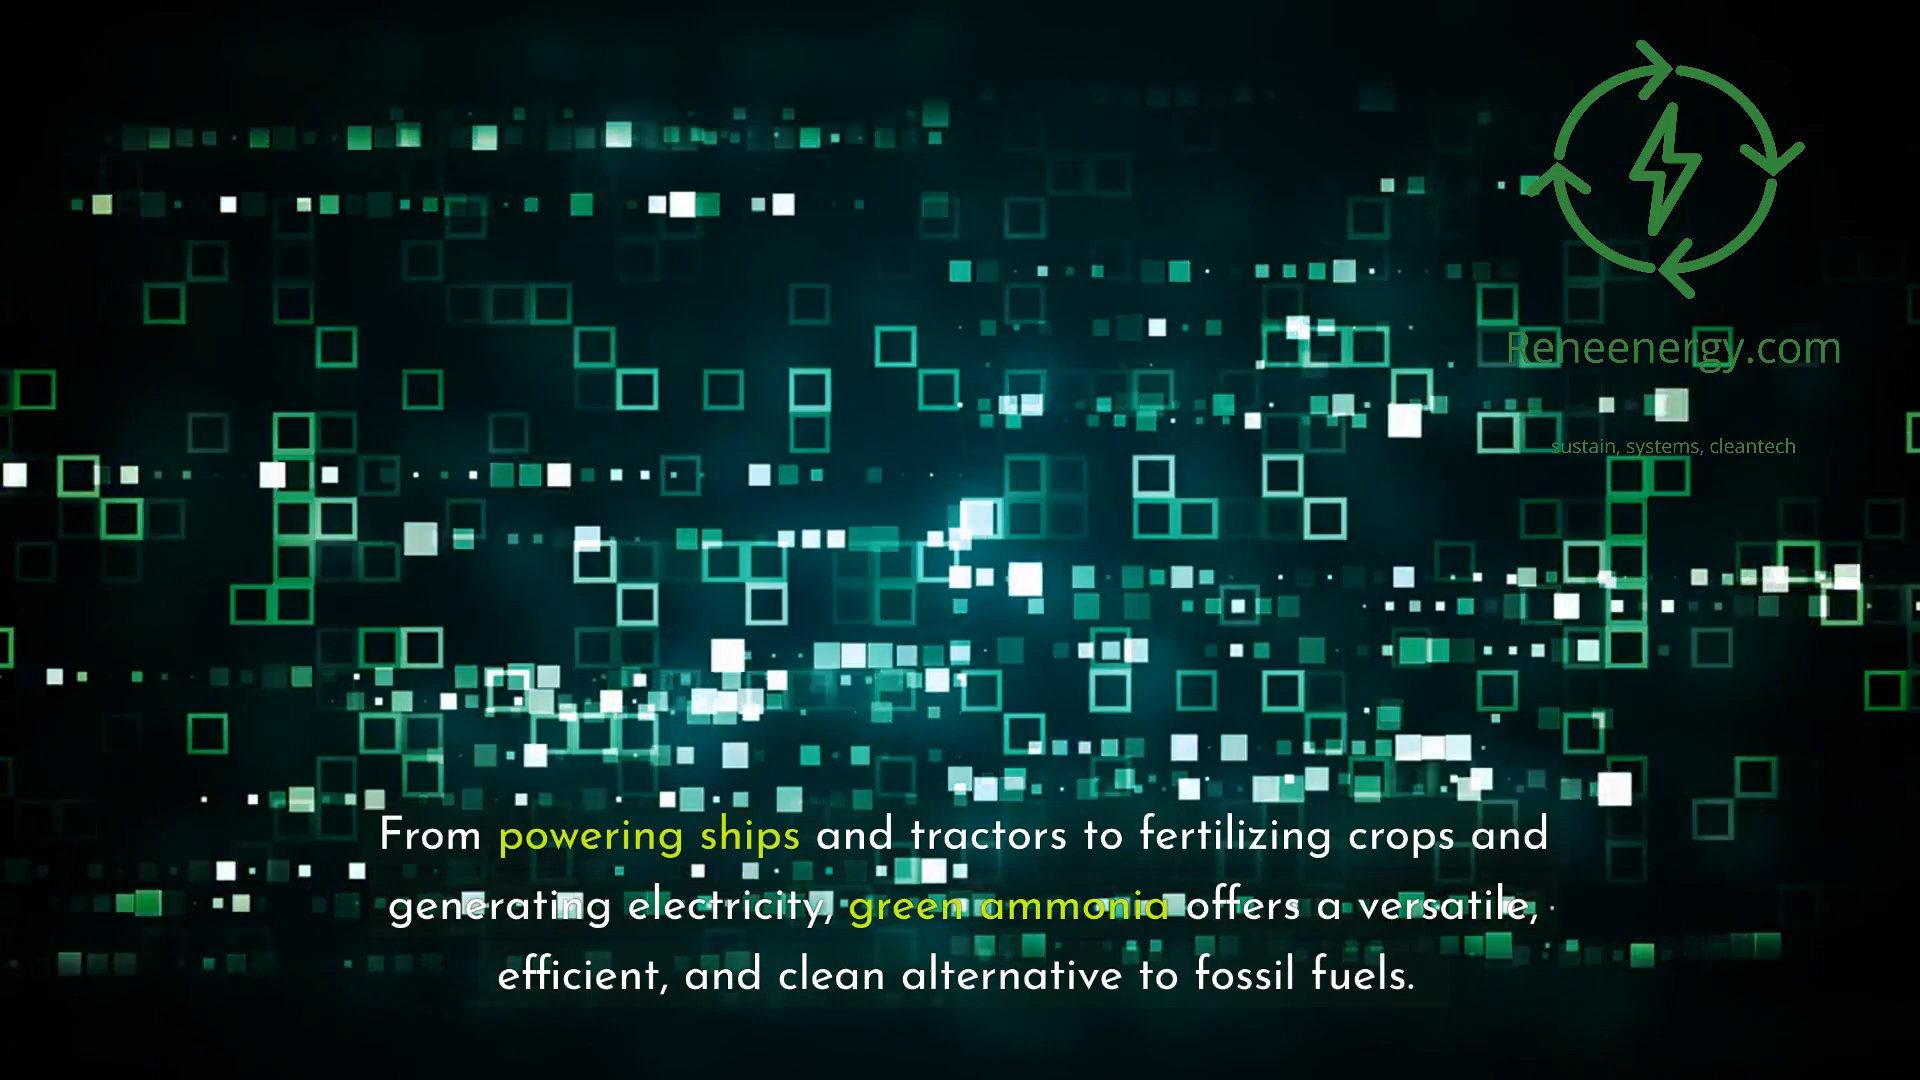 Reneenergy.com
sustain, systems, cleantech
From powering ships and tractors to fertilizing crops and
generating electricity, green ammonia offers a versatile,
efficient, and clean alternative to fossil fuels.